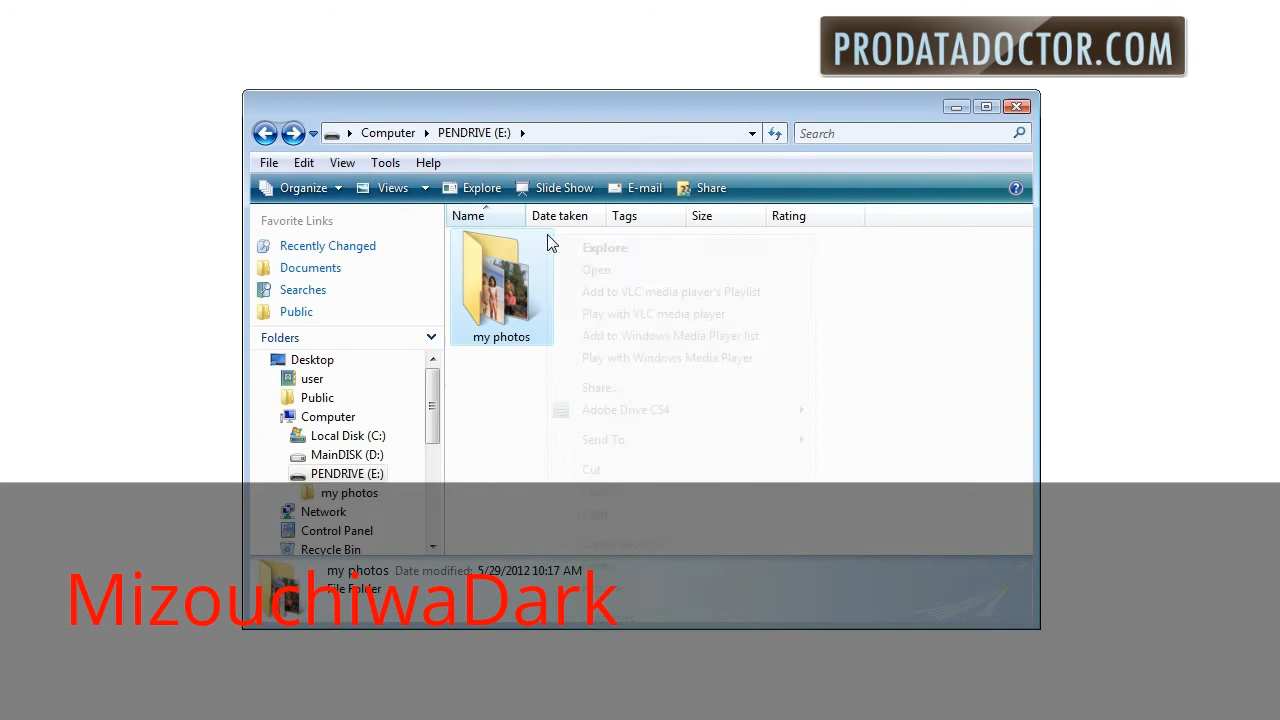 PRODATADOCTOR.COM
Computer PENDRIVE (E:)
Search
File Edit View Tools Help
Organize Views Explore Slide Show E-mail Share
Favorite Links
Recently Changed
Documents
Searches
Public
Folders
Desktop
user
Public
Computer
Local Disk (C:)
MainDISK (D:)
PENDRIVE (E:)
my photos
Network
Control Panel
Recycle Bin
Name Date taken Tags Size Rating
my photos
Explore
Open
Add to VLC media player's Playlist
Play with VLC media player
Add to Windows Media Player list
Play with Windows Media Player
Share...
Adobe Drive CS4
Send To
Cut
my photos Date modified: 5/29/2012 10:17 AM
File Folder
MizouchiwaDark